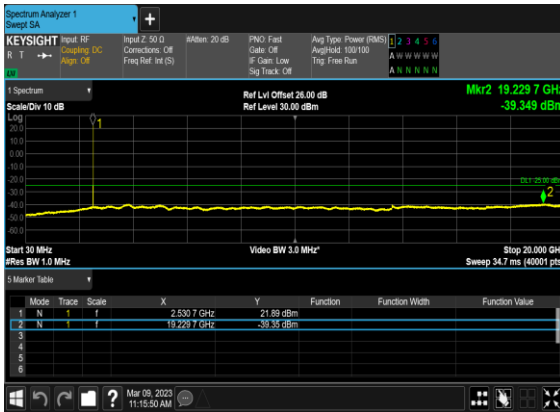 Spectrum Analyzer 1
Swept SA
+
KEYSIGHT
R T
Input: RF
Coupling: DC
Align: Off
Input Z: 50 Ω
Corrections: Off
Freq Ref: Int (S)
#Atten: 20 dB
PNO: Fast
Gate: Off
IF Gain: Low
Sig Track: Off
Avg Type: Power (RMS)
Avg|Hold: 100/100
Trig: Free Run
1 2 3 4 5 6
A W W W W W
A N N N N N
1 Spectrum
Scale/Div 10 dB
Ref Lvl Offset 26.00 dB
Ref Level 30.00 dBm
Mkr2 19.229 7 GHz
-39.349 dBm
Log
20.0
10.0
0.00
-10.0
-20.0
-30.0
-40.0
-50.0
-60.0
1
DL1 -25.00 dBm
2
Start 30 MHz
#Res BW 1.0 MHz
Video BW 3.0 MHz*
Stop 20.000 GHz
Sweep 34.7 ms (40001 pts)
5 Marker Table
Mode Trace Scale X Y Function Function Width Function Value
1 N 1 f 2.530 7 GHz 21.89 dBm
2 N 1 f 19.229 7 GHz -39.35 dBm
3
4
5
6
?
Mar 09, 2023
11:15:50 AM